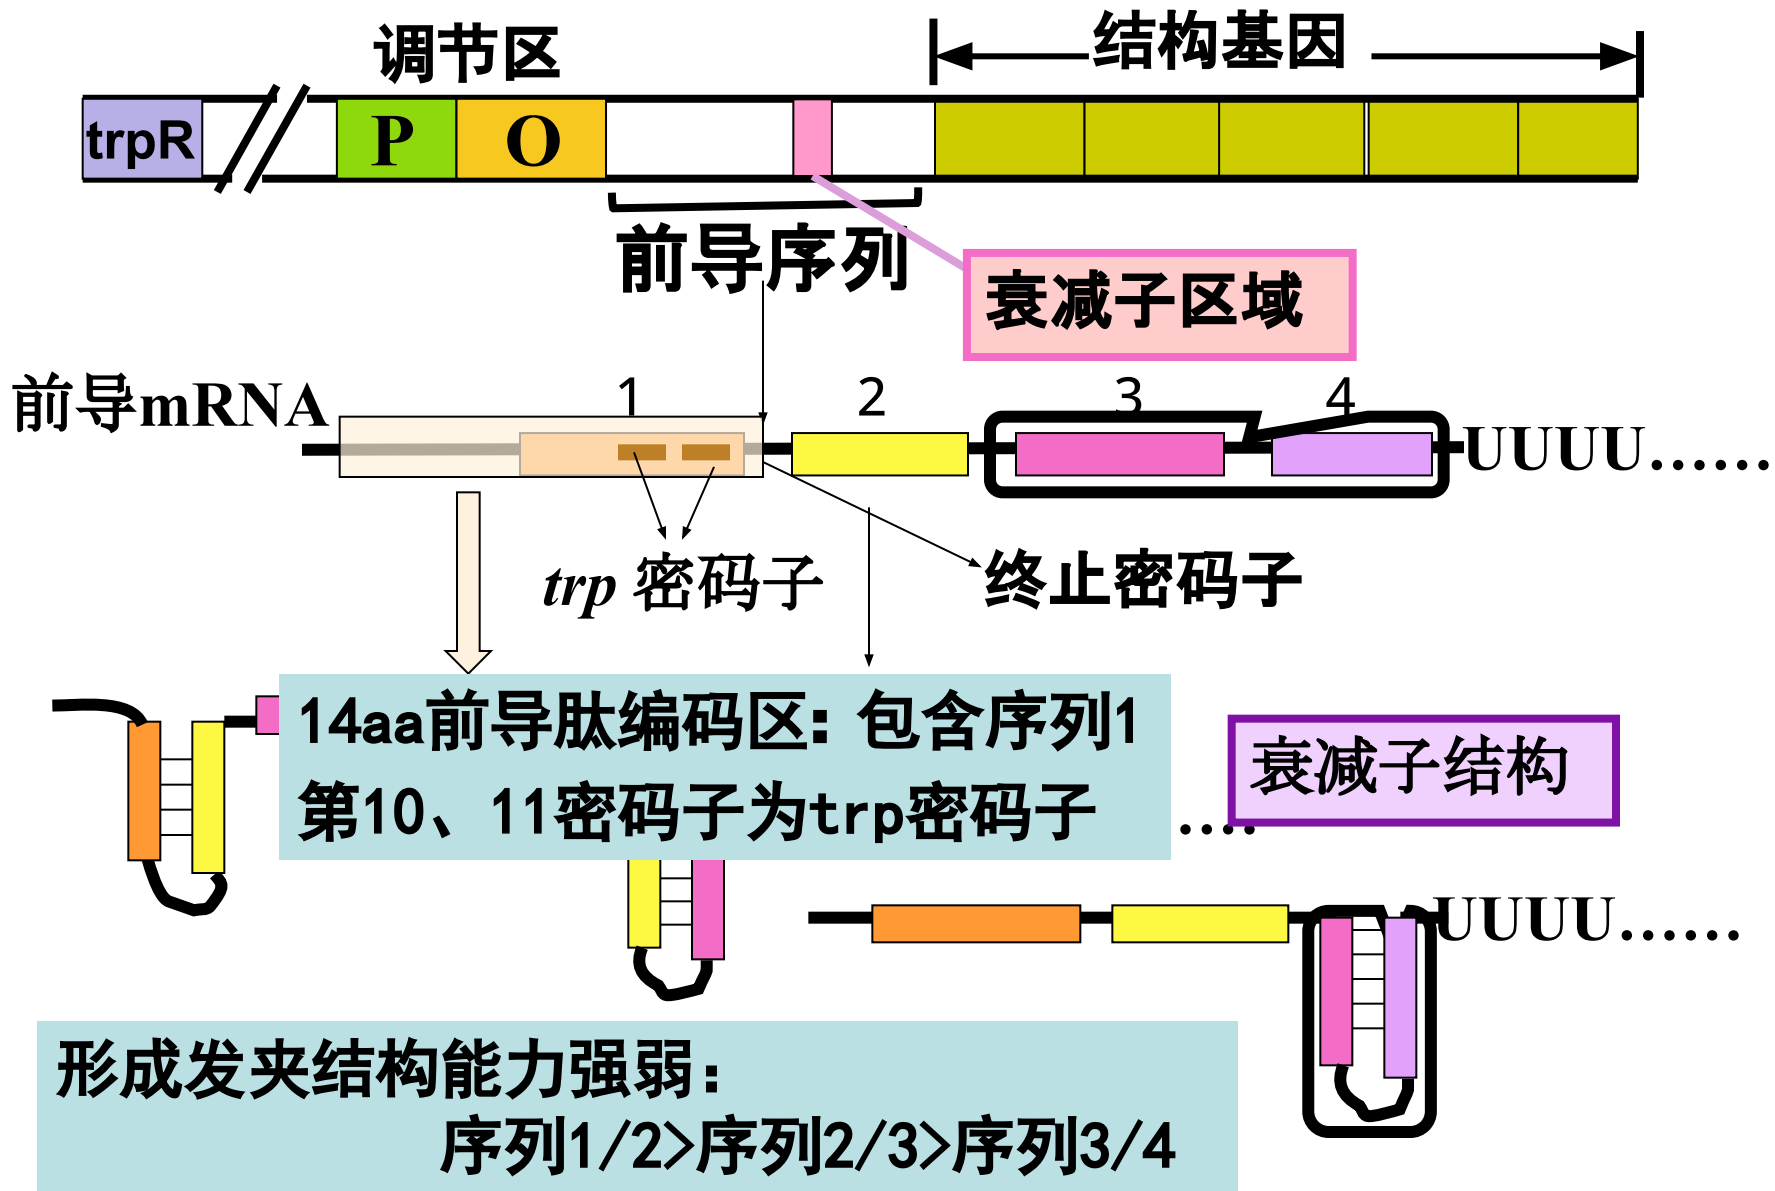 调节区
结构基因
trpR
P
O
前导序列
衰减子区域
前导mRNA
1
2
3
4
UUUU......
trp 密码子
终止密码子
14aa前导肽编码区：包含序列1
第10、11密码子为trp密码子
衰减子结构
....
UUUU......
形成发夹结构能力强弱：
序列1/2>序列2/3>序列3/4